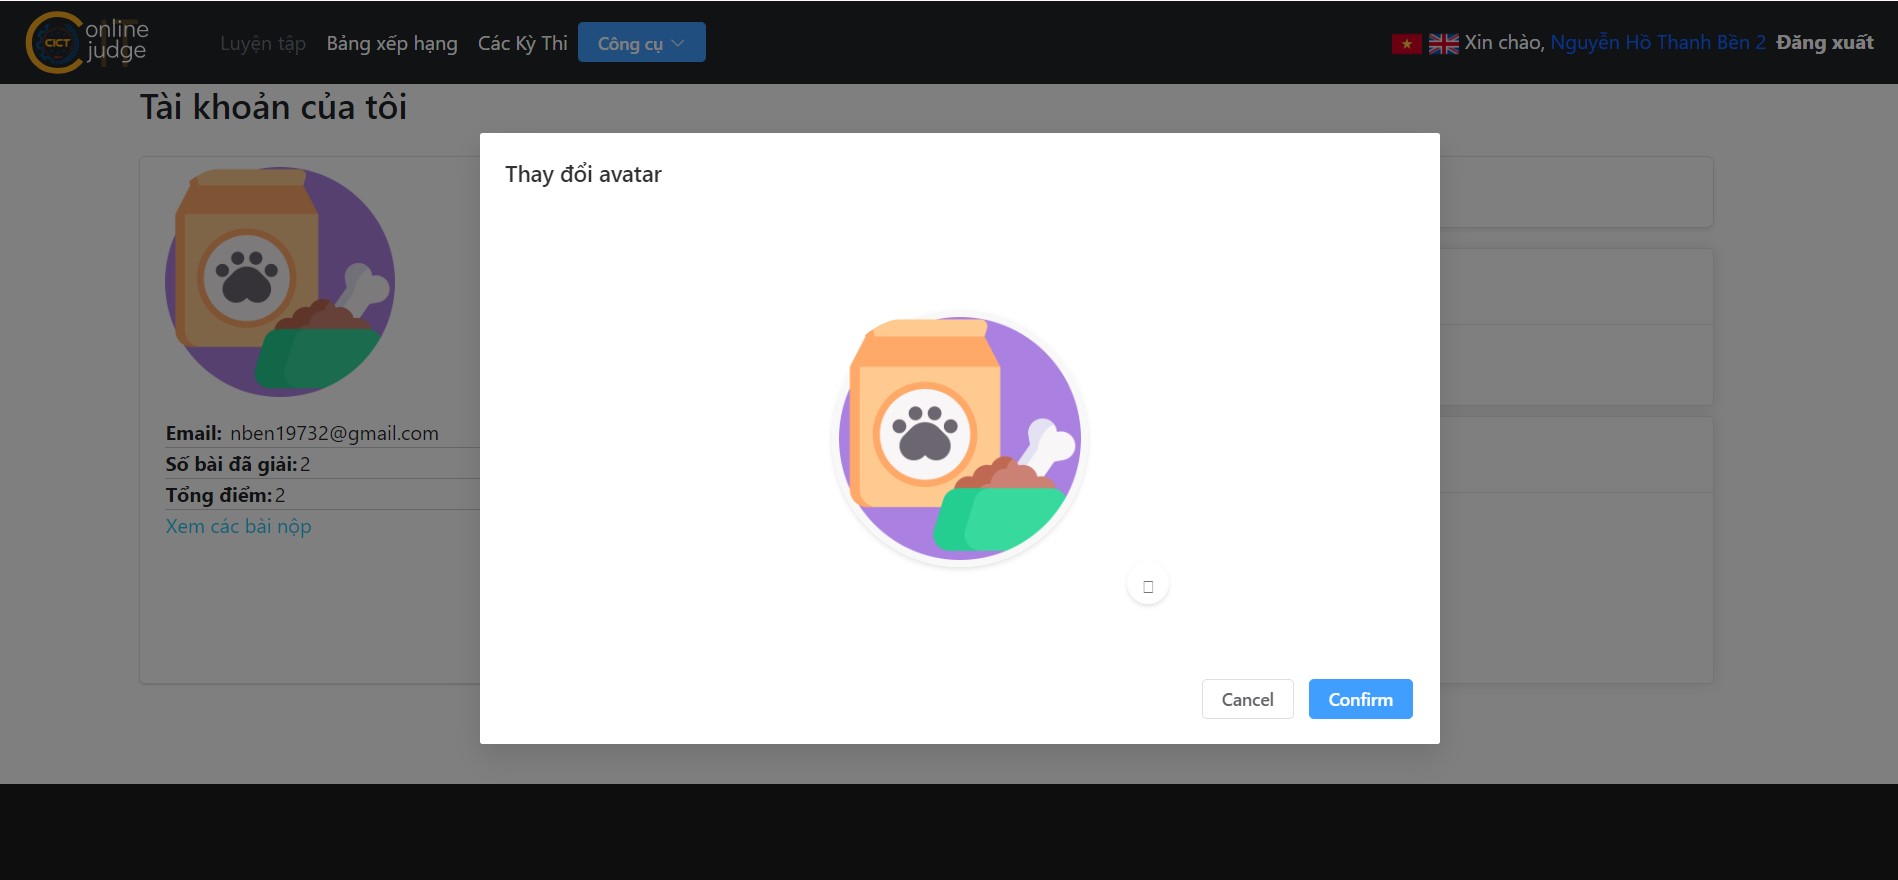 CICT online judge
Luyện tập Bảng xếp hạng Các Kỳ Thi Công cụ Xin chào, Nguyễn Hồ Thanh Bền 2 Đăng xuất
Tài khoản của tôi
Thay đổi avatar
Email: nben19732@gmail.com
Số bài đã giải: 2
Tổng điểm: 2
Xem các bài nộp
Cancel Confirm